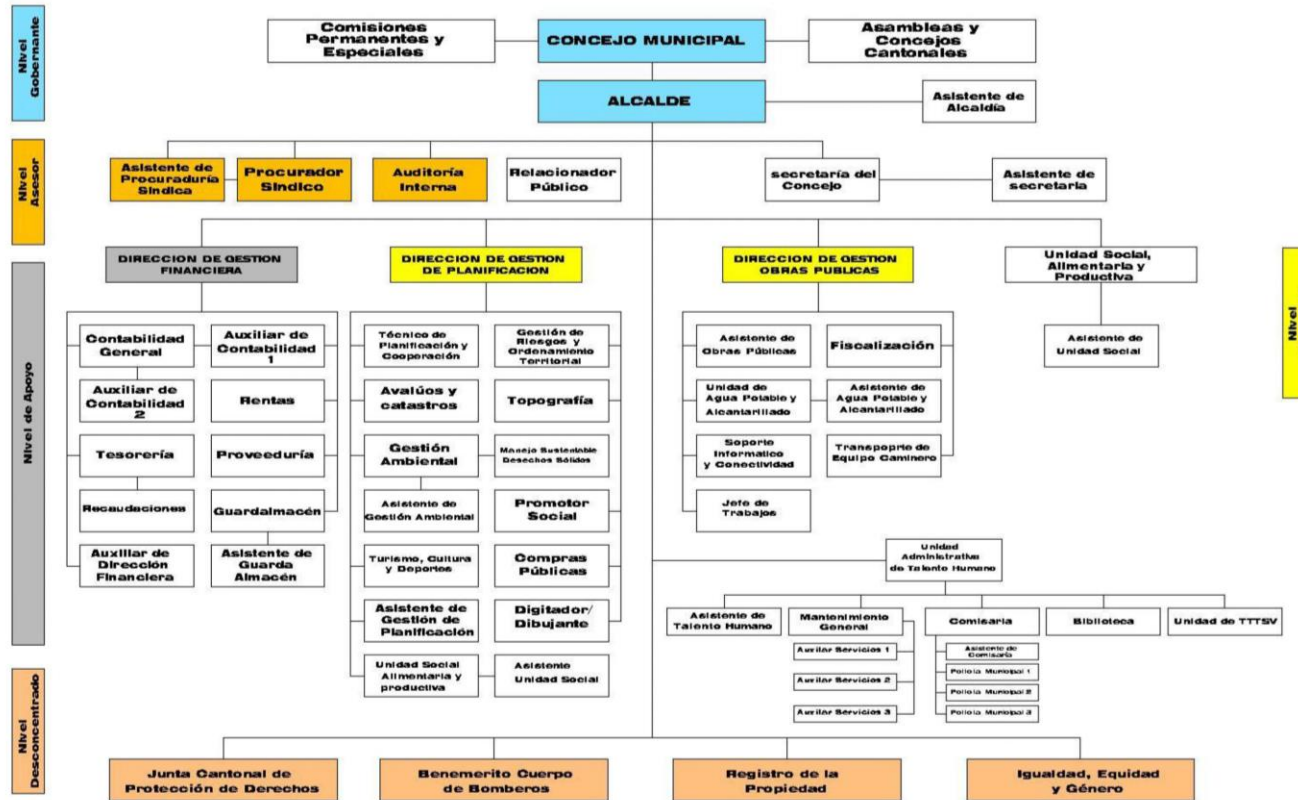 Nivel
Gobernante
Comisiones
Permanentes y
Especiales
CONCEJO MUNICIPAL
Asambleas y
Concejos
Cantonales
ALCALDE
Asistente de
Alcaldía
Nivel
Asesor
Asistente de
Procuraduría
Síndica
Procurador
Síndico
Auditoría
Interna
Relacionador
Público
secretaría del
Concejo
Asistente de
secretaria
Nivel de Apoyo
DIRECCION DE GESTION
FINANCIERA
DIRECCION DE GESTION
DE PLANIFICACION
DIRECCION DE GESTION
OBRAS PUBLICAS
Unidad Social,
Alimentaria y
Productiva
Nivel
Contabilidad
General
Auxiliar de
Contabilidad
1
Auxiliar de
Contabilidad
2
Rentas
Tesorería
Proveeduría
Recaudaciones
Guardalmacén
Auxiliar de
Dirección
Financiera
Asistente de
Guarda
Almacén
Técnico de
Planificación y
Cooperación
Gestión de
Riesgos y
Ordenamiento
Territorial
Avalúos y
catastros
Topografía
Gestión
Ambiental
Manejo Sustentable
Desechos Sólidos
Asistente de
Gestión Ambiental
Promotor
Social
Turismo, Cultura
y Deportes
Compras
Públicas
Asistente de
Gestión de
Planificación
Digitador/
Dibujante
Unidad Social
Alimentaria y
productiva
Asistente
Unidad Social
Asistente de
Obras Públicas
Fiscalización
Unidad de
Agua Potable y
Alcantarillado
Asistente de
Agua Potable y
Alcantarillado
Soporte
Informatico
y Conectividad
Transpoprte de
Equipo Caminero
Jefe de
Trabajos
Asistente de
Unidad Social
Unidad
Administrativa
de Talento Humano
Asistente de
Talento Humano
Mantenimiento
General
Comisaria
Biblioteca
Unidad de TTTSV
Auxilar Servicios 1
Auxilar Servicios 2
Auxilar Servicios 3
Asistente de
Comisaría
Policía Municipal 1
Policía Municipal 2
Policía Municipal 3
Nivel
Desconcentrado
Junta Cantonal de
Protección de Derechos
Benemerito Cuerpo
de Bomberos
Registro de la
Propiedad
Igualdad, Equidad
y Género